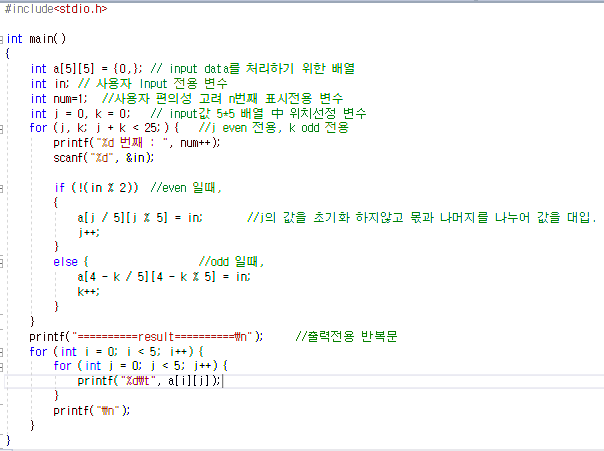 #include<stdio.h>
int main()
{
int a[5][5] = {0,}; // input data를 처리하기 위한 배열
int in; // 사용자 Input 전용 변수
int num=1; //사용자 편의성 고려 n번째 표시전용 변수
int j = 0, k = 0; // input값 5*5 배열 中 위치선정 변수
for (j, k; j + k < 25;) { //j even 전용, k odd 전용
printf("%d 번째 : ", num++);
scanf("%d", &in);
if (!(in % 2)) //even 일때,
{
a[j / 5][j % 5] = in; //j의 값을 초기화 하지않고 몫과 나머지를 나누어 값을 대입.
j++;
}
else { //odd 일때,
a[4 - k / 5][4 - k % 5] = in;
k++;
}
}
printf("==========result==========₩n"); //출력전용 반복문
for (int i = 0; i < 5; i++) {
for (int j = 0; j < 5; j++) {
printf("%d₩t", a[i][j]);
}
printf("₩n");
}
}